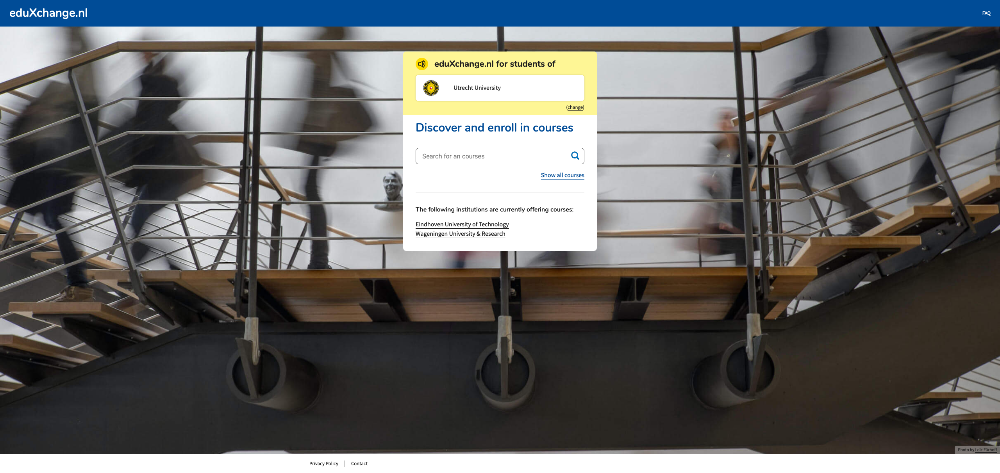 eduXchange.nl
FAQ
eduXchange.nl for students of
Utrecht University
(change)
Discover and enroll in courses
Search for an courses
Show all courses
The following institutions are currently offering courses:
Eindhoven University of Technology
Wageningen University & Research
Photo by Loïc Fürhoff
Privacy Policy
Contact